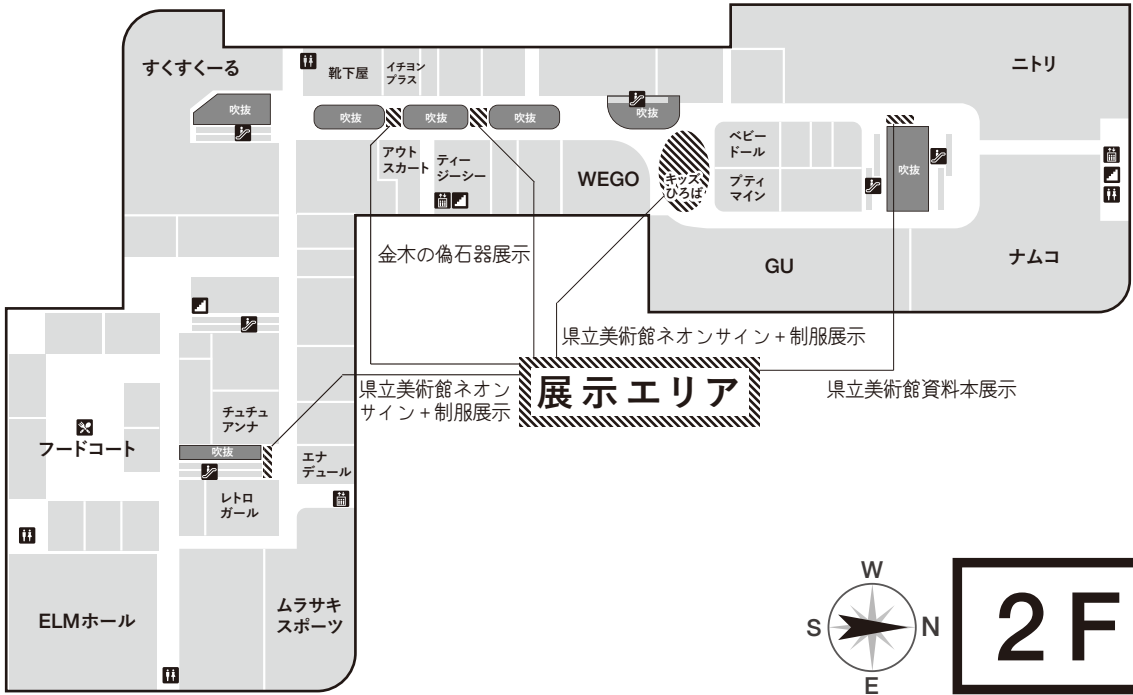 すくすくーる
靴下屋
イチヨン
プラス
ニトリ
吹抜
吹抜
吹抜
吹抜
吹抜
アウト
スカート
ティー
ジーシー
WEGO
キッズ
ひろば
ベビー
ドール
プティ
マイン
吹抜
金木の偽石器展示
GU
ナムコ
県立美術館ネオンサイン+制服展示
県立美術館ネオン
サイン+制服展示
展示エリア
県立美術館資料本展示
チュチュ
アンナ
フードコート
吹抜
エナ
デュール
レトロ
ガール
ELMホール
ムラサキ
スポーツ
W
S
N
E
2F